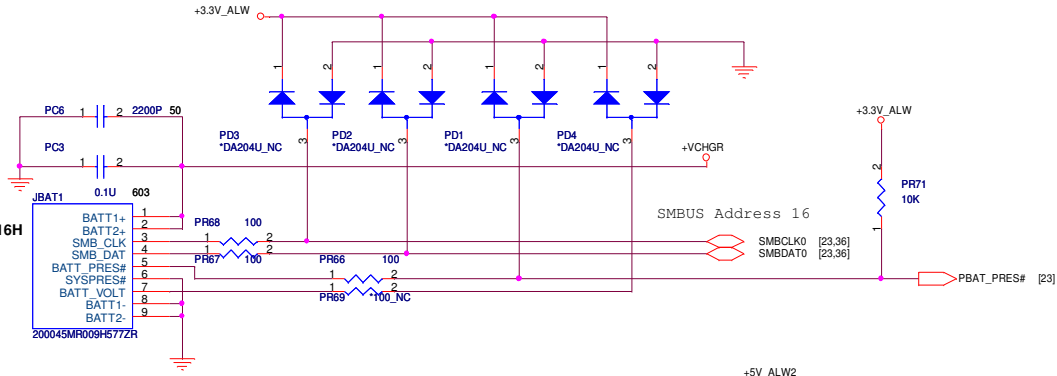 +3.3V_ALW
1 2 1 2 1 2 1 2
PC6 1 2 2200P 50
+3.3V_ALW
PD3 3 PD2 3 PD1 3 PD4 3
*DA204U_NC *DA204U_NC *DA204U_NC *DA204U_NC
PC3 1 2
+VCHGR
2
PR71
10K
1
0.1U 603
JBAT1
16H
BATT1+ 1
BATT2+ 2
SMB_CLK 3
SMB_DAT 4
BATT_PRES# 5
SYSPRES# 6
BATT_VOLT 7
BATT1- 8
BATT2- 9
200045MR009H577ZR
PR68 100
1 2
1 2
PR67 100
PR66 100
1 2
1 2
PR69 *100_NC
SMBUS Address 16
SMBCLK0 [23,36]
SMBDAT0 [23,36]
PBAT_PRES# [23]
+5V_ALW2